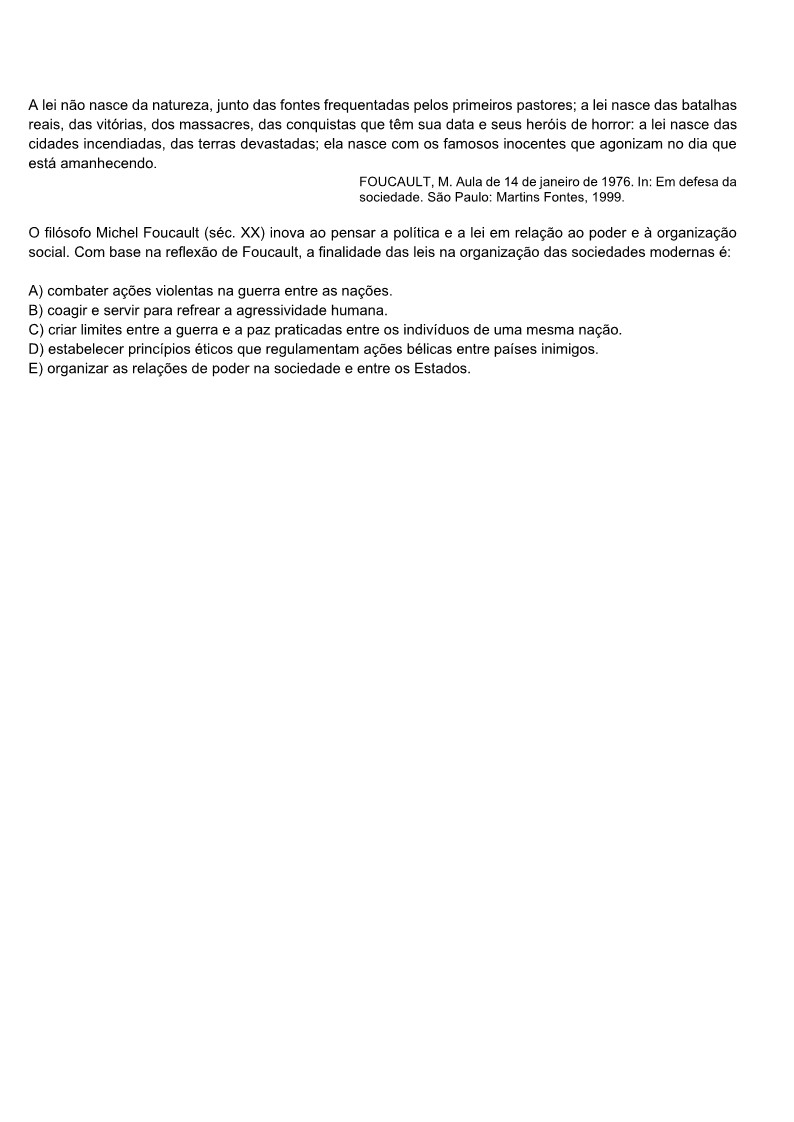 A lei não nasce da natureza, junto das fontes frequentadas pelos primeiros pastores; a lei nasce das batalhas
reais, das vitórias, dos massacres, das conquistas que têm sua data e seus heróis de horror: a lei nasce das
cidades incendiadas, das terras devastadas; ela nasce com os famosos inocentes que agonizam no dia que
está amanhecendo.
FOUCAULT, M. Aula de 14 de janeiro de 1976. In: Em defesa da
sociedade. São Paulo: Martins Fontes, 1999.
O filósofo Michel Foucault (séc. XX) inova ao pensar a política e a lei em relação ao poder e à organização
social. Com base na reflexão de Foucault, a finalidade das leis na organização das sociedades modernas é:
A) combater ações violentas na guerra entre as nações.
B) coagir e servir para refrear a agressividade humana.
C) criar limites entre a guerra e a paz praticadas entre os indivíduos de uma mesma nação.
D) estabelecer princípios éticos que regulamentam ações bélicas entre países inimigos.
E) organizar as relações de poder na sociedade e entre os Estados.